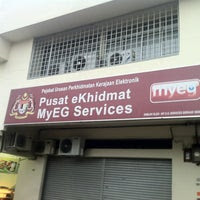 Pejabat Urusan Perkhidmatan Kerajaan Elektronik
Pusat eKhidmat
MyEG Services
myeg